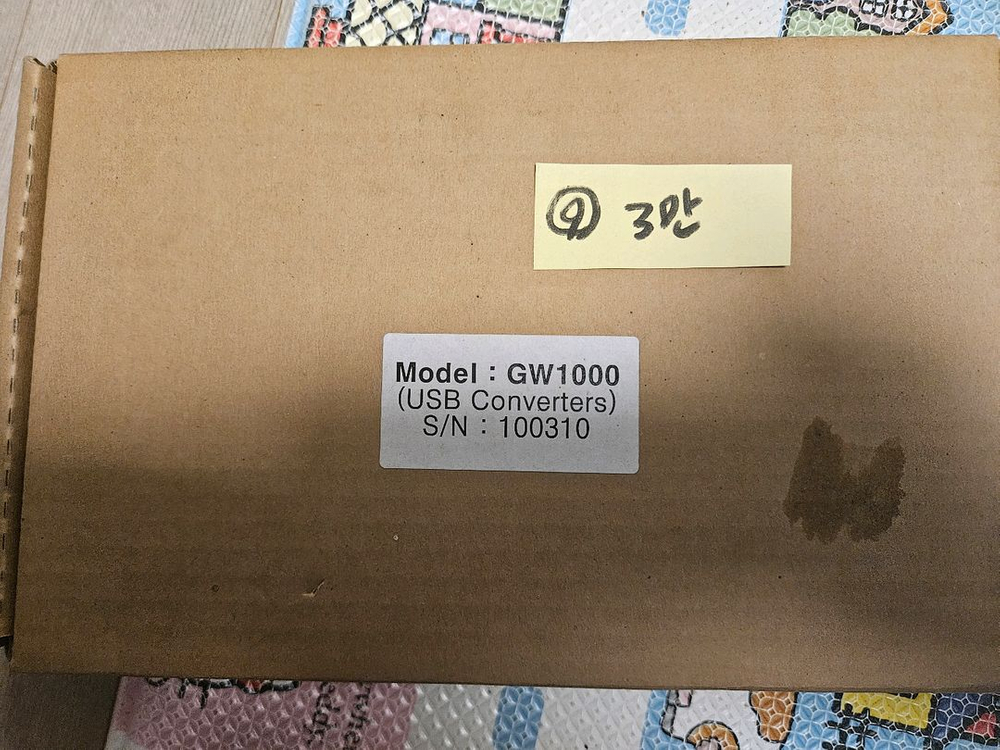 ⑨ 3만
Model : GW1000
(USB Converters)
S/N : 100310